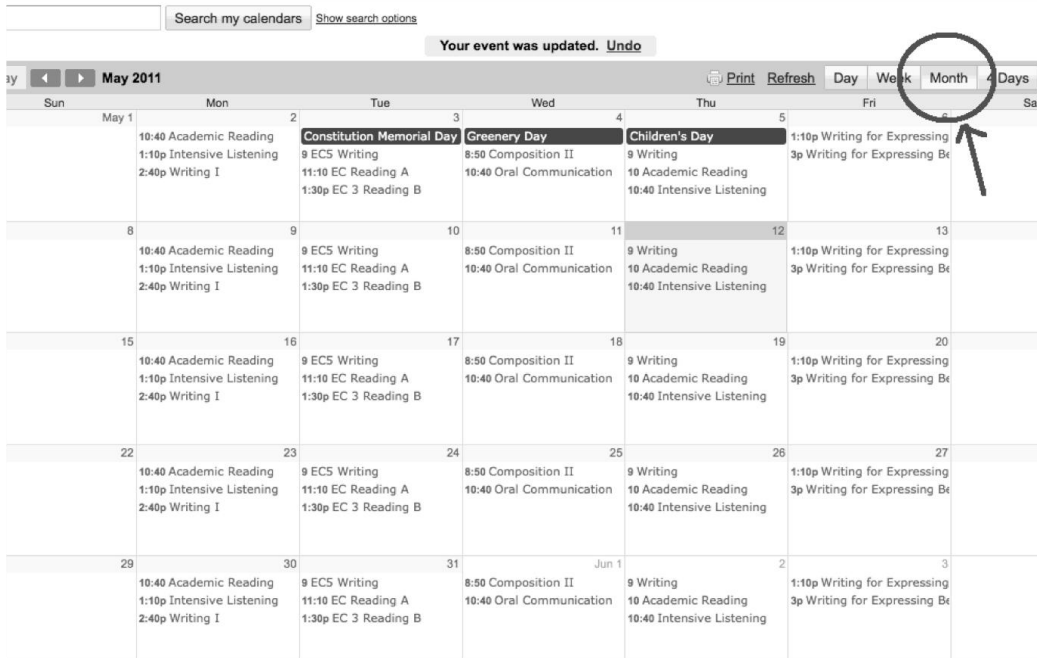 Search my calendars Show search options
Your event was updated. Undo
ay May 2011 Print Refresh Day Week Month 4 Days
Sun Mon Tue Wed Thu Fri Sa
May 1 2 3 4 5 6
Constitution Memorial Day Greenery Day Children's Day
10:40 Academic Reading 9 EC5 Writing 8:50 Composition II 9 Writing 1:10p Writing for Expressing
1:10p Intensive Listening 11:10 EC Reading A 10:40 Oral Communication 10 Academic Reading 3p Writing for Expressing Be
2:40p Writing I 1:30p EC 3 Reading B 10:40 Intensive Listening
8 9 10 11 12 13
10:40 Academic Reading 9 EC5 Writing 8:50 Composition II 9 Writing 1:10p Writing for Expressing
1:10p Intensive Listening 11:10 EC Reading A 10:40 Oral Communication 10 Academic Reading 3p Writing for Expressing Be
2:40p Writing I 1:30p EC 3 Reading B 10:40 Intensive Listening
15 16 17 18 19 20
10:40 Academic Reading 9 EC5 Writing 8:50 Composition II 9 Writing 1:10p Writing for Expressing
1:10p Intensive Listening 11:10 EC Reading A 10:40 Oral Communication 10 Academic Reading 3p Writing for Expressing Be
2:40p Writing I 1:30p EC 3 Reading B 10:40 Intensive Listening
22 23 24 25 26 27
10:40 Academic Reading 9 EC5 Writing 8:50 Composition II 9 Writing 1:10p Writing for Expressing
1:10p Intensive Listening 11:10 EC Reading A 10:40 Oral Communication 10 Academic Reading 3p Writing for Expressing Be
2:40p Writing I 1:30p EC 3 Reading B 10:40 Intensive Listening
29 30 31 Jun 1 2 3
10:40 Academic Reading 9 EC5 Writing 8:50 Composition II 9 Writing 1:10p Writing for Expressing
1:10p Intensive Listening 11:10 EC Reading A 10:40 Oral Communication 10 Academic Reading 3p Writing for Expressing Be
2:40p Writing I 1:30p EC 3 Reading B 10:40 Intensive Listening